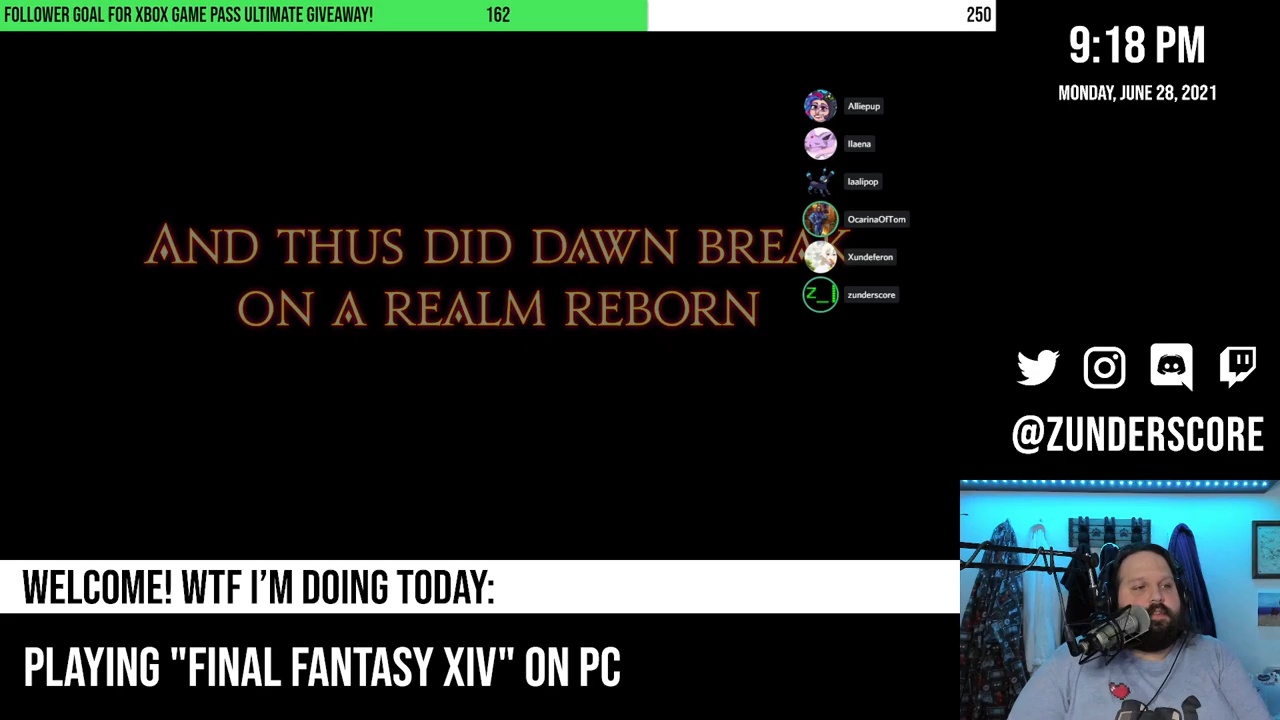 FOLLOWER GOAL FOR XBOX GAME PASS ULTIMATE GIVEAWAY! 162 250
9:18 PM
MONDAY, JUNE 28, 2021
Alliepup
Ilaena
laalipop
OcarinaOfTom
Xundeferon
zunderscore
AND THUS DID DAWN BREAK
ON A REALM REBORN
@ZUNDERSCORE
WELCOME! WTF I'M DOING TODAY:
PLAYING "FINAL FANTASY XIV" ON PC